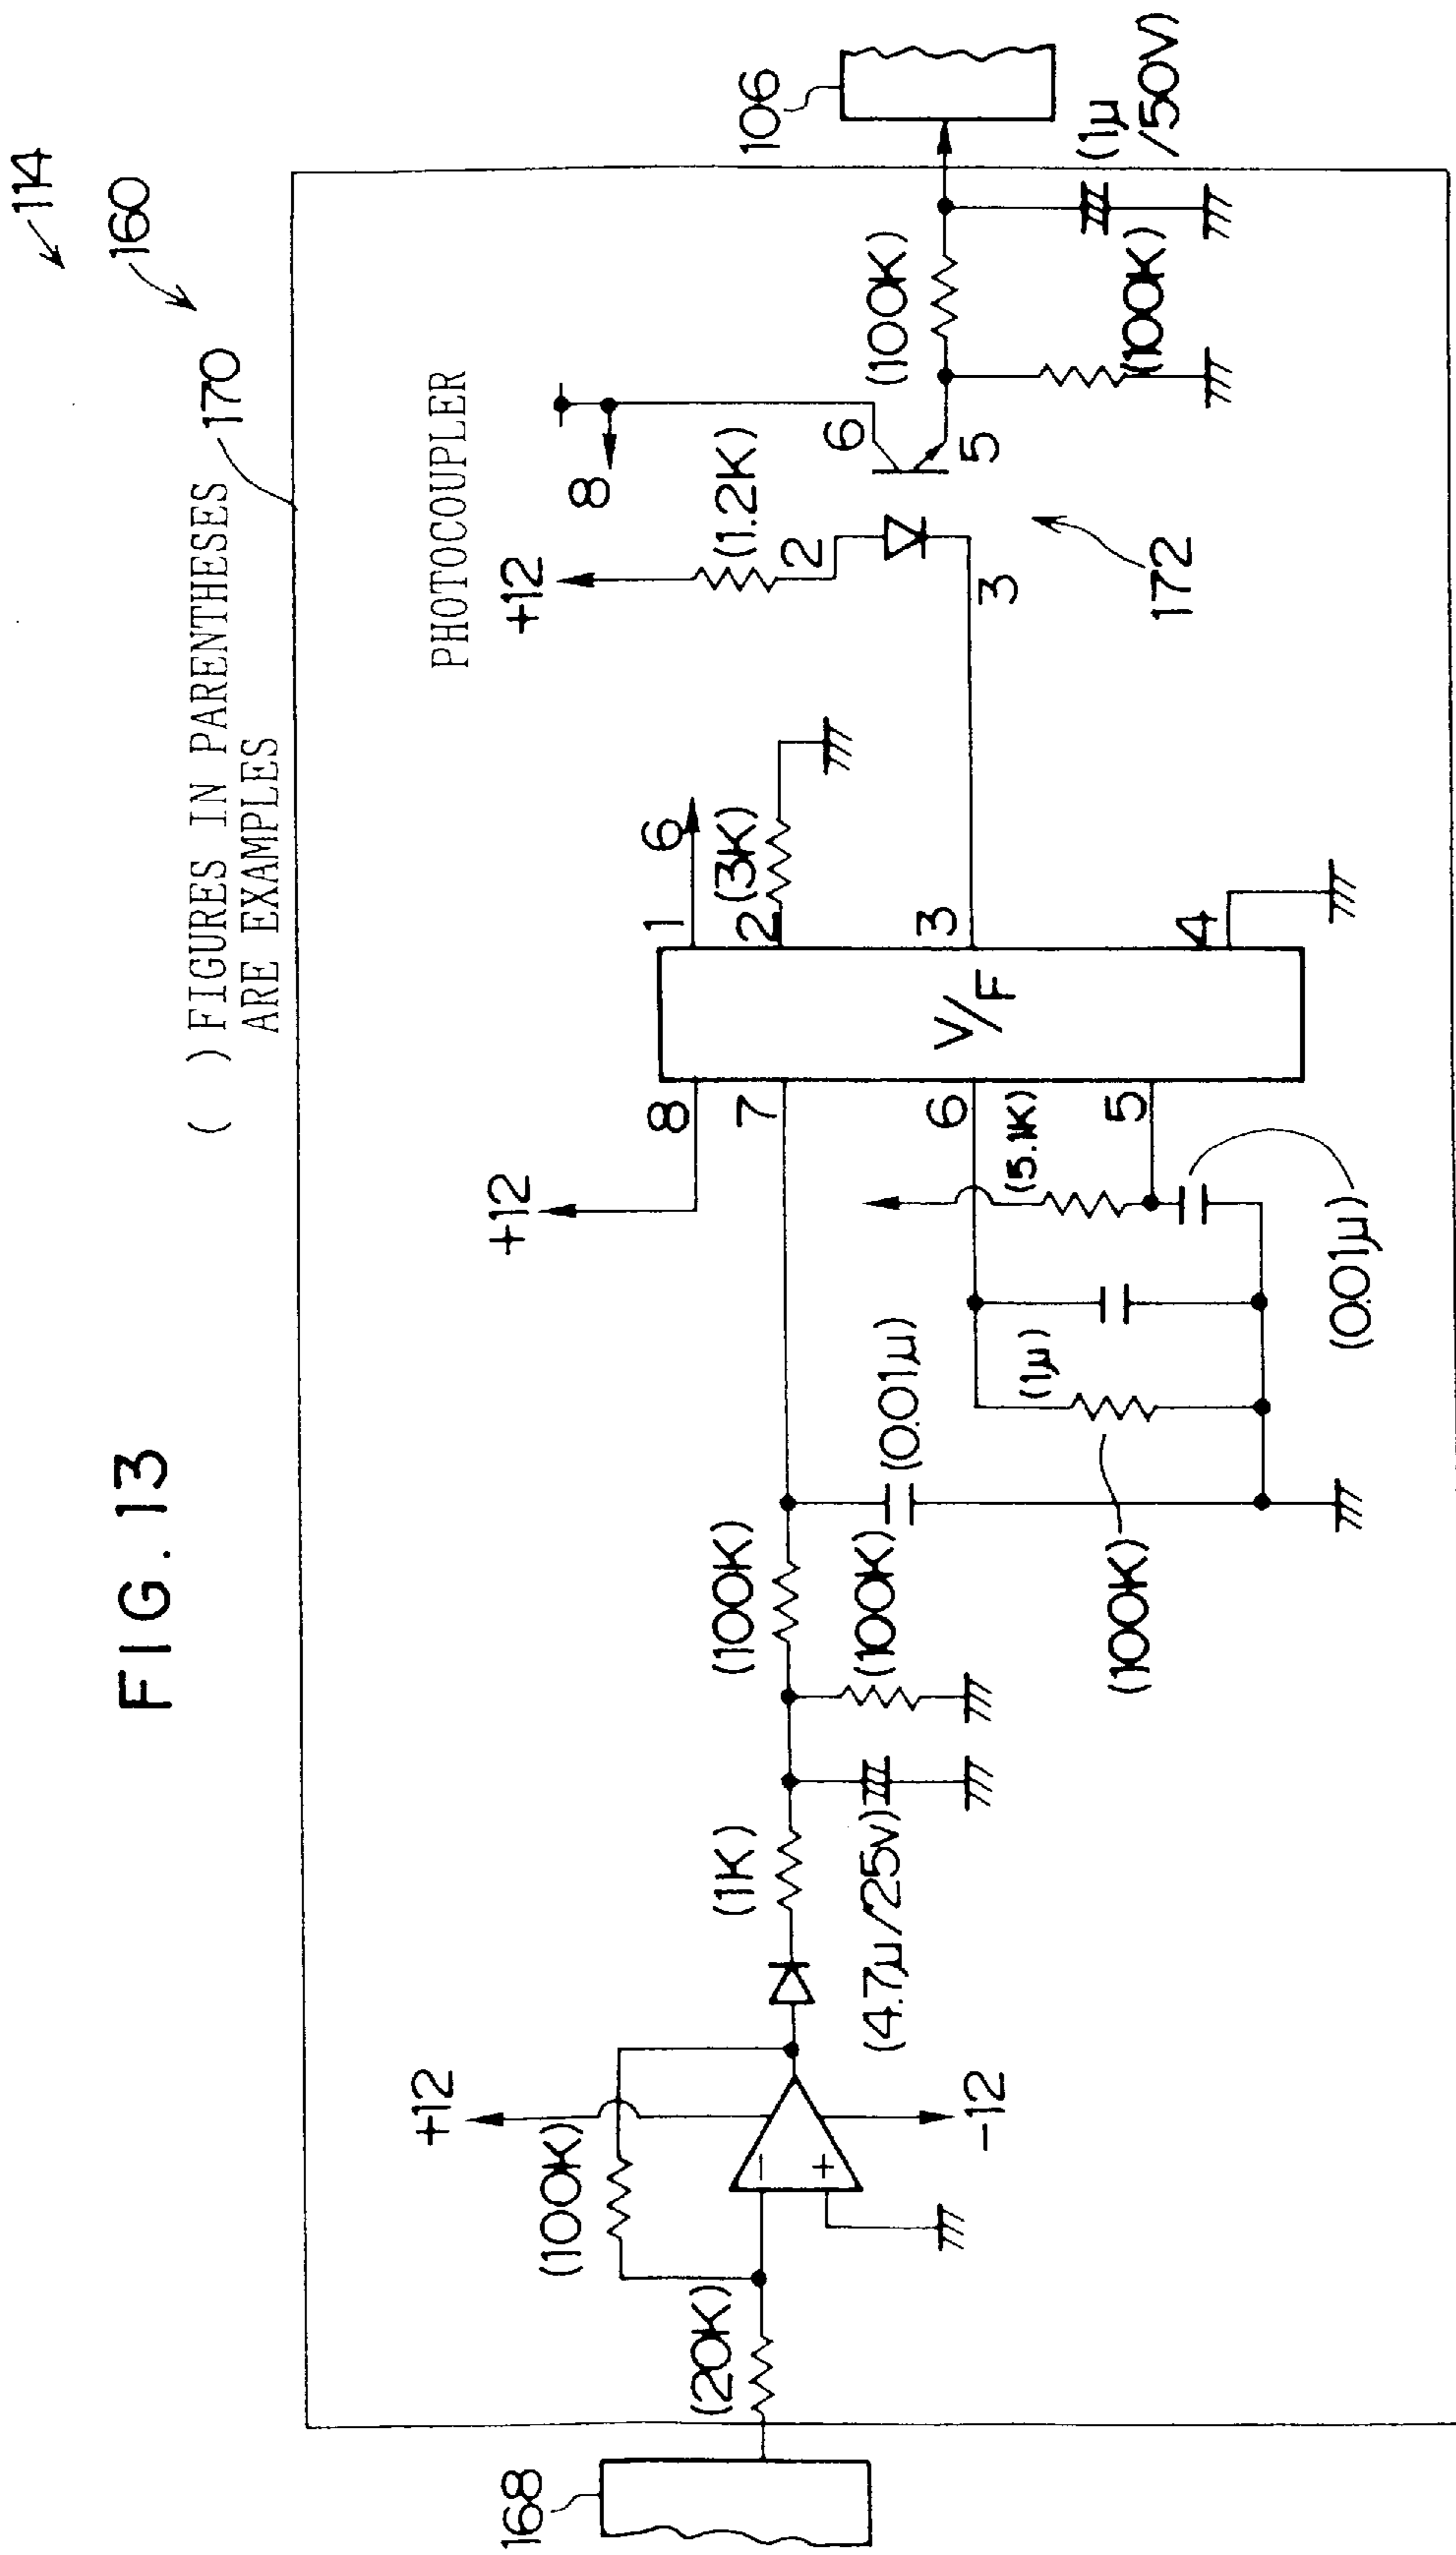 FIG. 13
( ) FIGURES IN PARENTHESES
ARE EXAMPLES
114
160
170
168
(20K)
(100K)
+12
-12
−
+
(1K)
(4.7μ/25V)
(100K)
(100K)
(0.01μ)
(100K)
(1μ)
(5.1K)
(0.01μ)
+12
8
7
6
5
V/F
1
2
3
4
6
(3K)
PHOTOCOUPLER
+12
(1.2K)
2
3
8
6
5
172
(100K)
(100K)
(1μ
/50V)
106